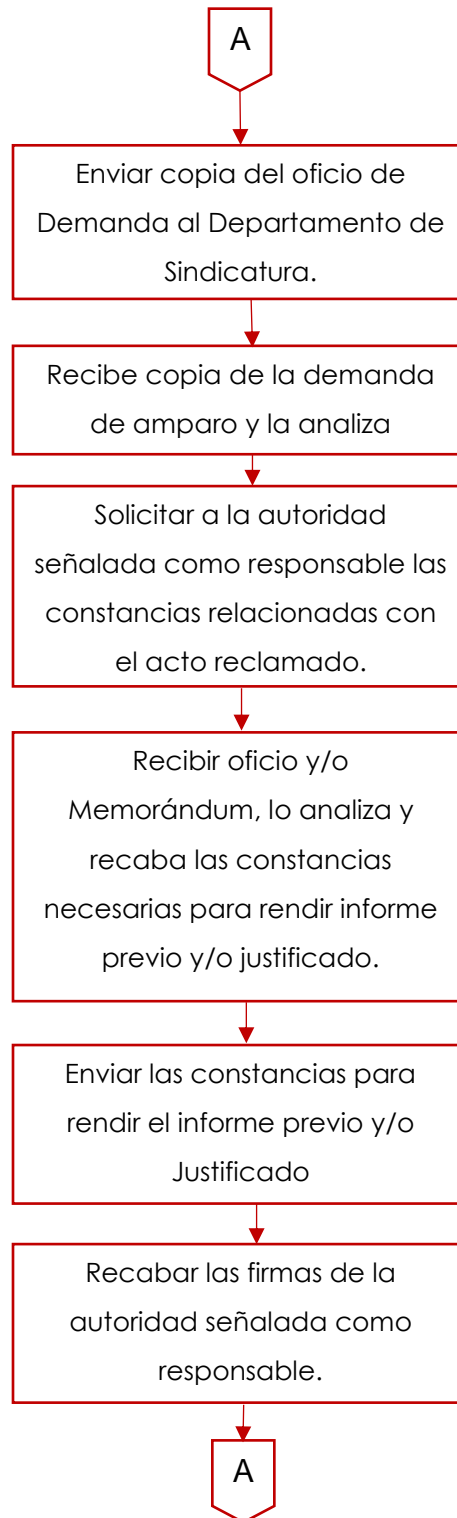 A
Enviar copia del oficio de
Demanda al Departamento de
Sindicatura.
Recibe copia de la demanda
de amparo y la analiza
Solicitar a la autoridad
señalada como responsable las
constancias relacionadas con
el acto reclamado.
Recibir oficio y/o
Memorándum, lo analiza y
recaba las constancias
necesarias para rendir informe
previo y/o justificado.
Enviar las constancias para
rendir el informe previo y/o
Justificado
Recabar las firmas de la
autoridad señalada como
responsable.
A